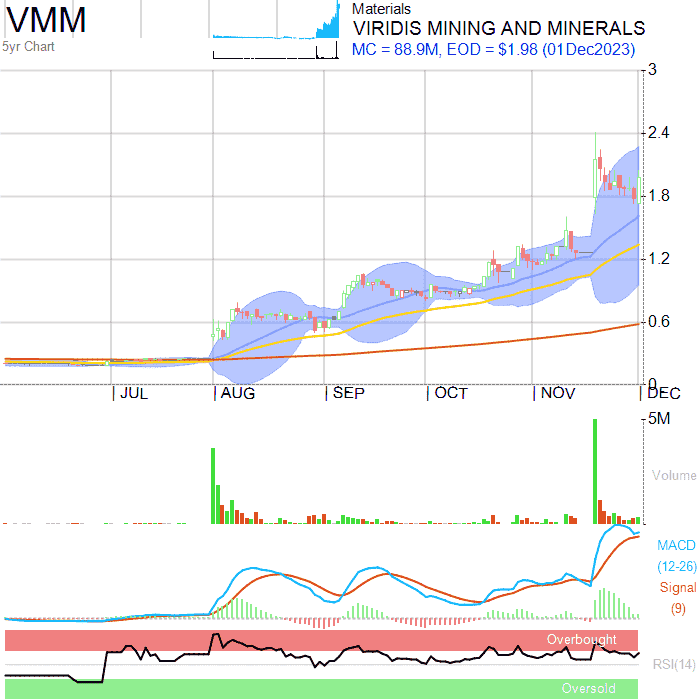 VMM
5yr Chart
Materials
VIRIDIS MINING AND MINERALS
MC = 88.9M, EOD = $1.98 (01Dec2023)
3
2.4
1.8
1.2
0.6
0
JUL AUG SEP OCT NOV DEC
5M
Volume
MACD
(12-26)
Signal
(9)
Overbought
RSI(14)
Oversold